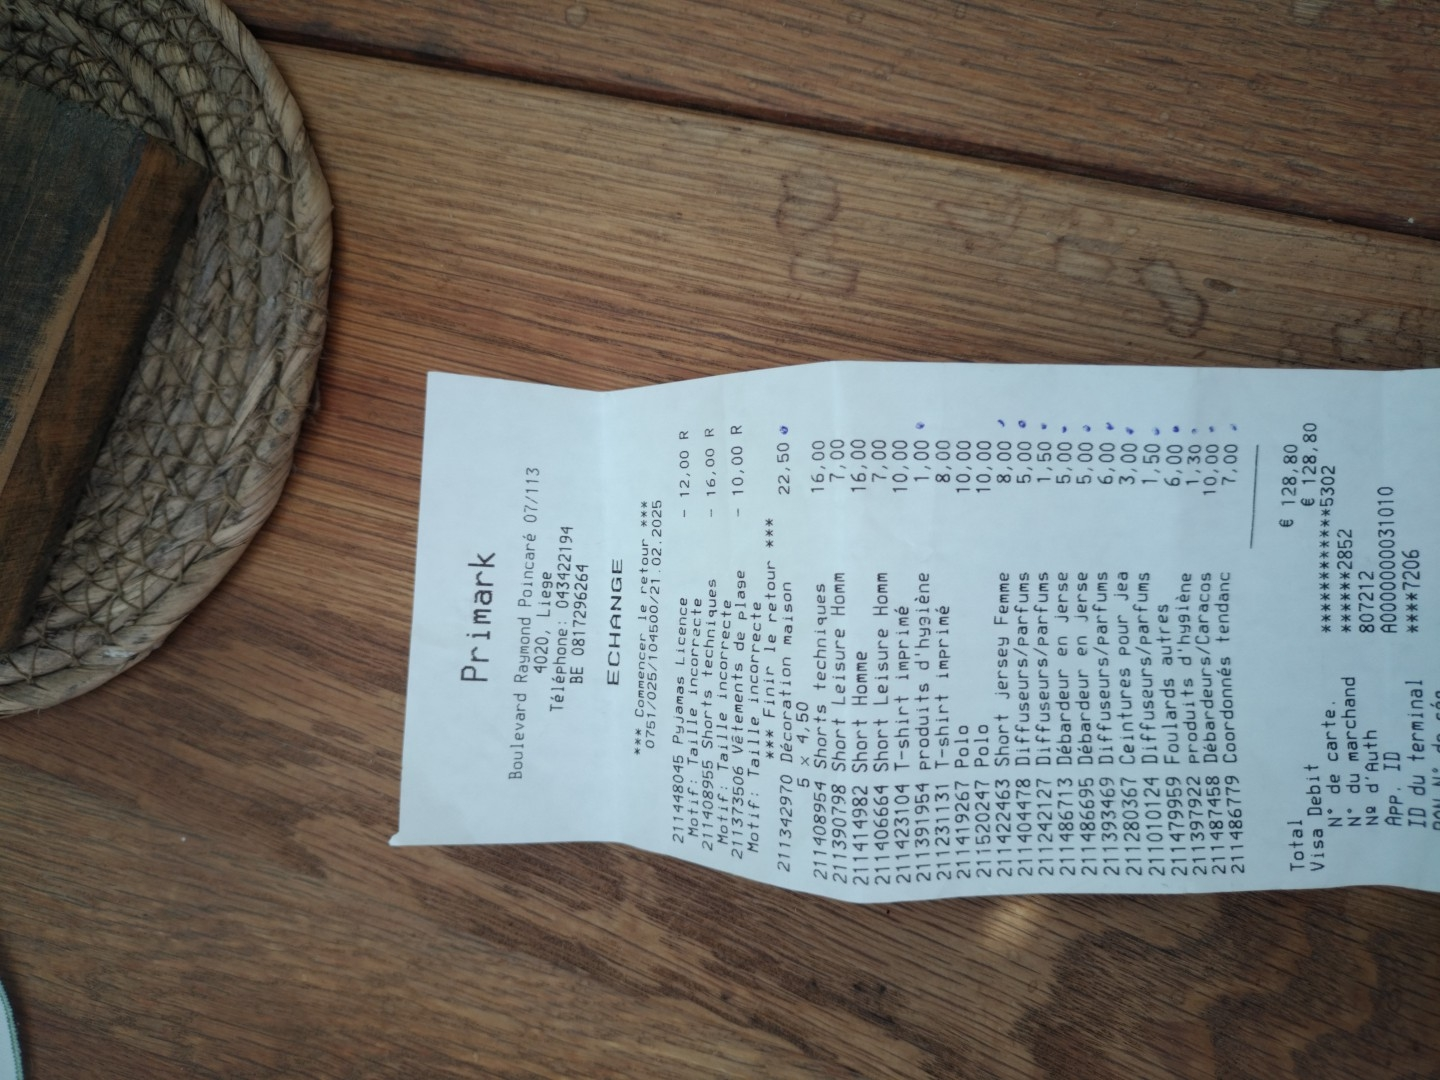 Primark
Boulevard Raymond Poincaré 07/113
4020, Liege
Téléphone: 043422194
BE 0817296264
ECHANGE
*** Commencer le retour ***
0751/025/104500/21.02.2025
211448045 Pyjamas Licence - 12,00 R
Motif: Taille incorrecte
211408955 Shorts techniques - 16,00 R
Motif: Taille incorrecte
211373506 Vêtements de plage - 10,00 R
Motif: Taille incorrecte
*** Finir le retour ***
211342970 Décoration maison 22,50
5 x 4,50
211408954 Shorts techniques 16,00
211390798 Short Leisure Homm 7,00
211414982 Short Homme 16,00
211406664 Short Leisure Homm 7,00
211423104 T-shirt imprimé 10,00
211391954 Produits d'hygiène 1,00
211231131 T-shirt imprimé 8,00
211419267 Polo 10,00
211520247 Polo 10,00
211422463 Short jersey Femme 8,00
211404478 Diffuseurs/parfums 5,00
211242127 Diffuseurs/parfums 1,50
211486713 Débardeur en jerse 5,00
211486695 Débardeur en jerse 5,00
211393469 Diffuseurs/parfums 6,00
211280367 Ceintures pour jea 3,00
211010124 Diffuseurs/parfums 1,50
211479959 Foulards autres 6,00
211397922 Produits d'hygiène 1,30
211487458 Débardeurs/Caracos 10,00
211486779 Coordonnés tendanc 7,00
Total € 128,80
Visa Debit € 128,80
N° de carte. ************5302
N° du marchand ******2852
Nº d'Auth 807212
App. ID A0000000031010
ID du terminal ****7206